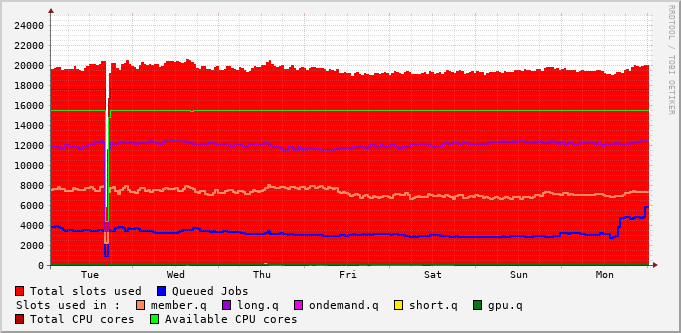 24000
22000
20000
18000
16000
14000
12000
10000
8000
6000
4000
2000
0
Tue Wed Thu Fri Sat Sun Mon
Total slots used Queued Jobs
Slots used in : member.q long.q ondemand.q short.q gpu.q
Total CPU cores Available CPU cores
RRDTOOL / TOBI OETIKER